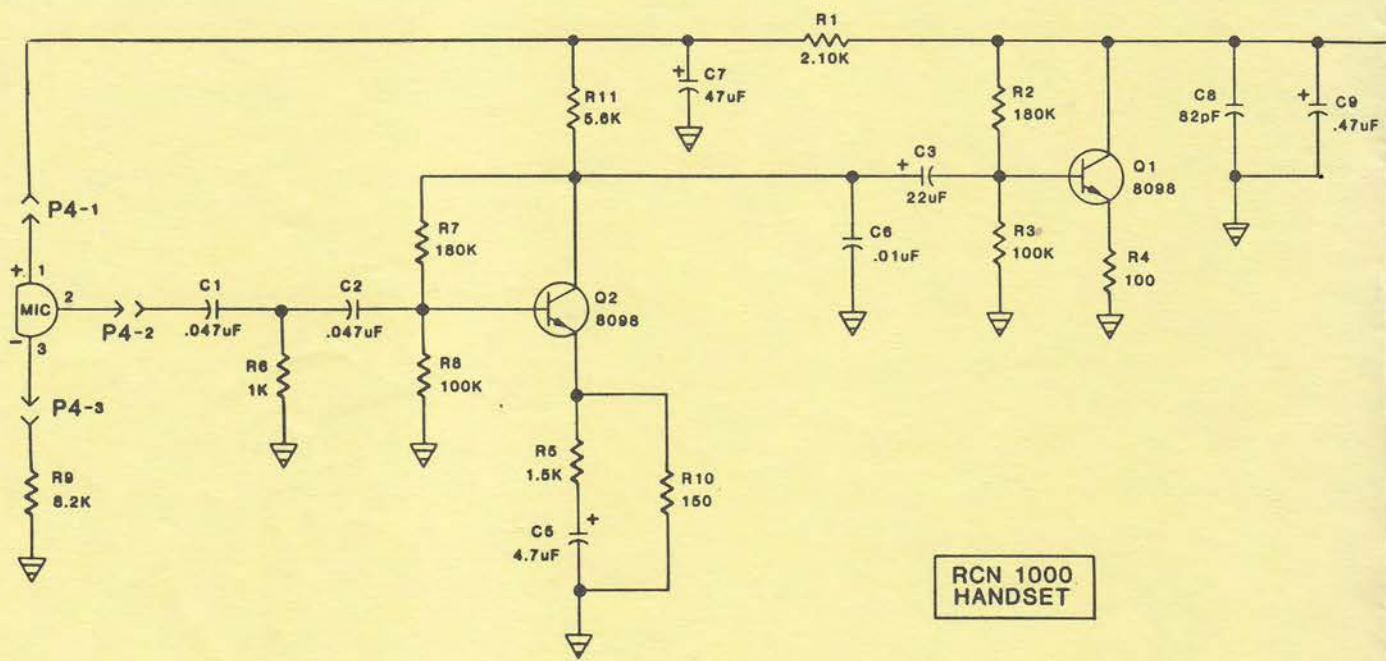 R1
2.10K
R11
5.6K
+ C7
47uF
R2
180K
C8
82pF
+ C9
.47uF
+ C3
22uF
Q1
8098
P4-1
R7
180K
C6
.01uF
R3
100K
R4
100
+ 1
MIC 2
- 3
P4-2
C1
.047uF
C2
.047uF
Q2
8098
R6
1K
R8
100K
P4-3
R9
8.2K
R5
1.5K
R10
150
C5 +
4.7uF
RCN 1000
HANDSET